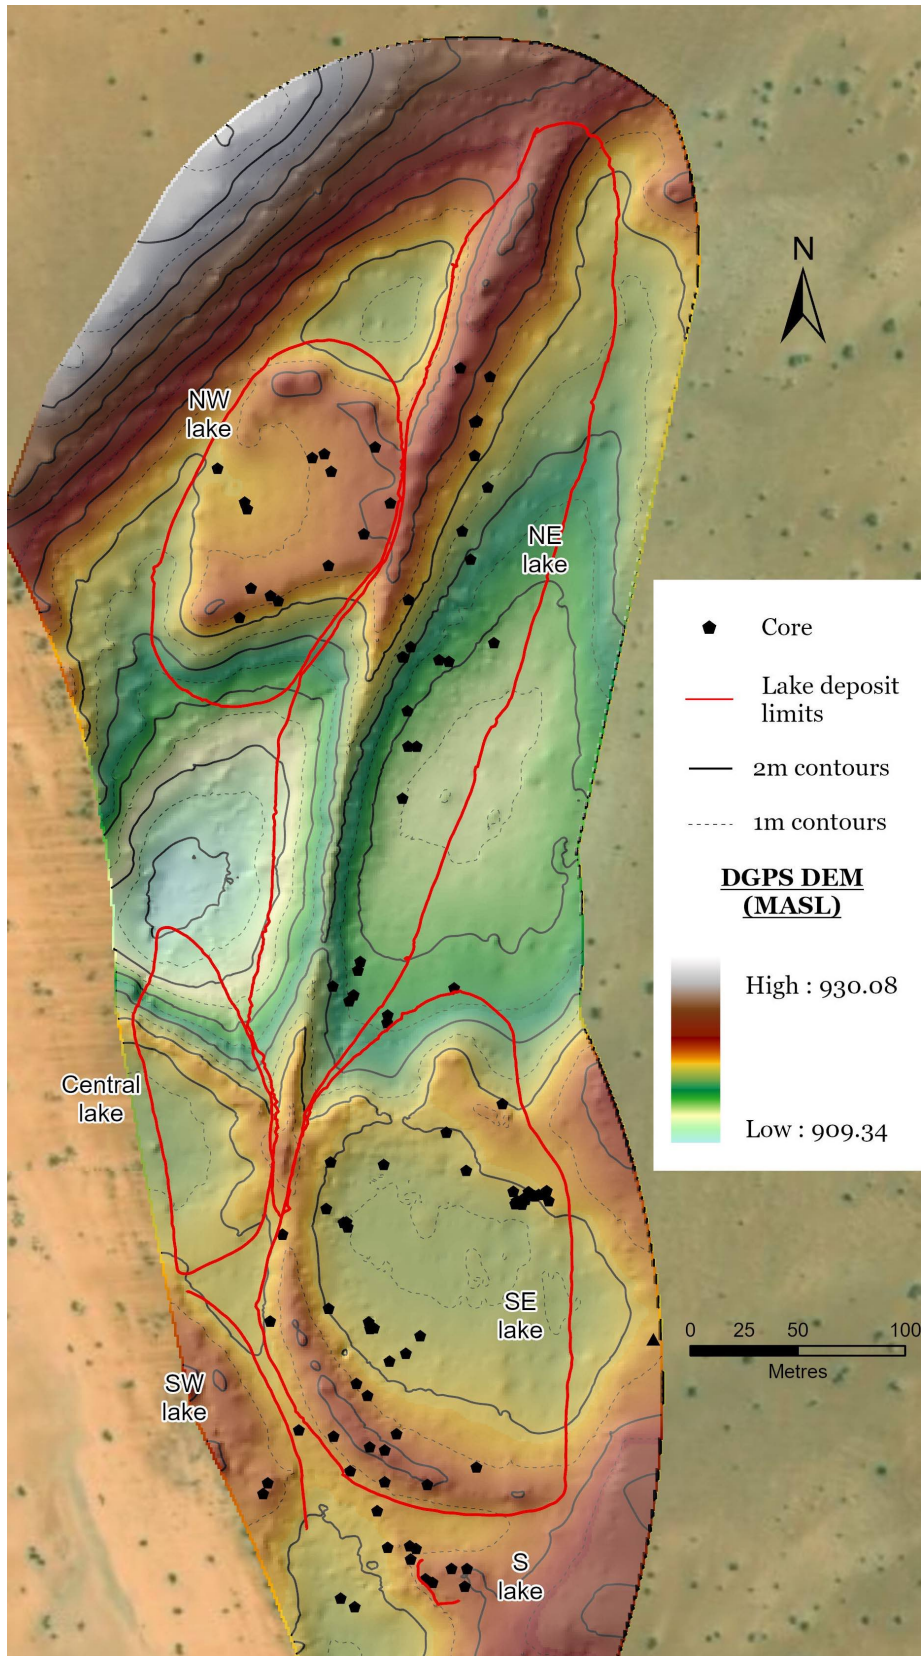 N
NW
lake
NE
lake
Core
Lake deposit
limits
2m contours
1m contours
DGPS DEM
(MASL)
High : 930.08
Low : 909.34
Central
lake
SE
lake
0 25 50 100
Metres
SW
lake
S
lake